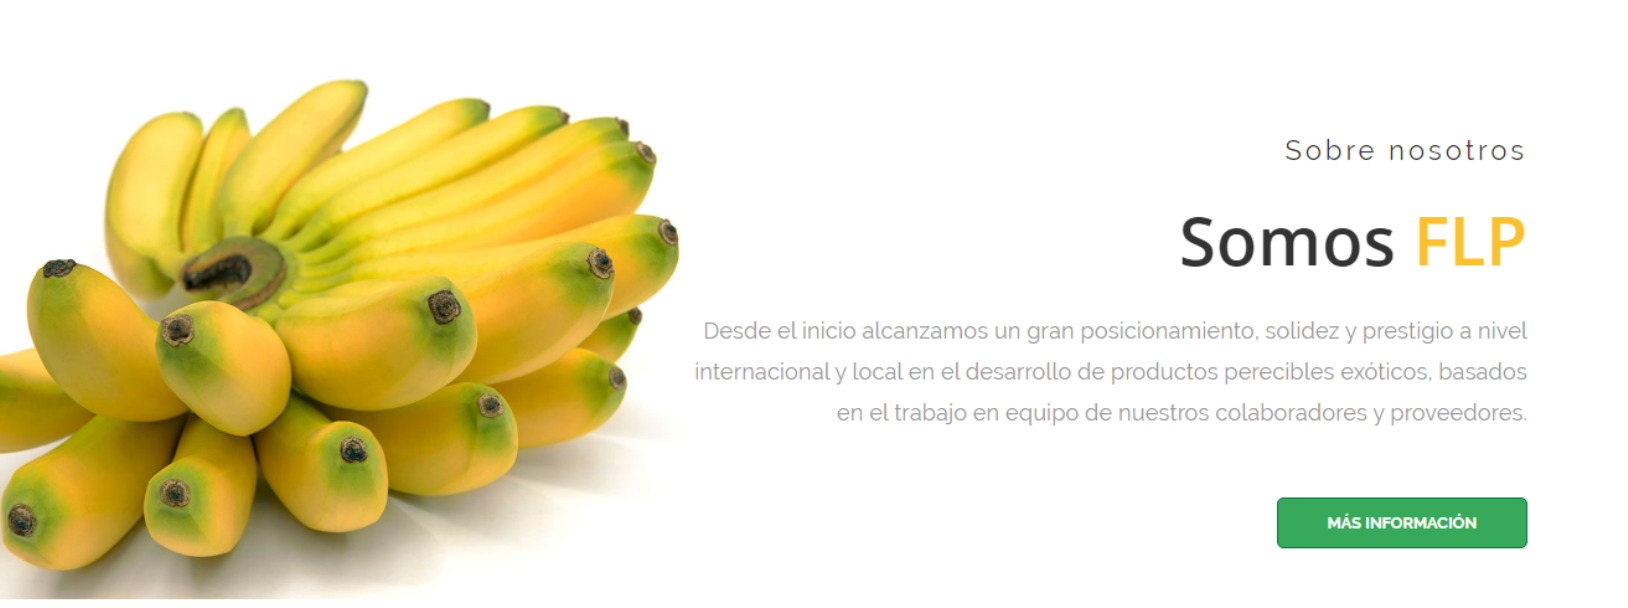 Sobre nosotros
Somos FLP
Desde el inicio alcanzamos un gran posicionamiento, solidez y prestigio a nivel
internacional y local en el desarrollo de productos perecibles exóticos, basados
en el trabajo en equipo de nuestros colaboradores y proveedores.
MÁS INFORMACIÓN